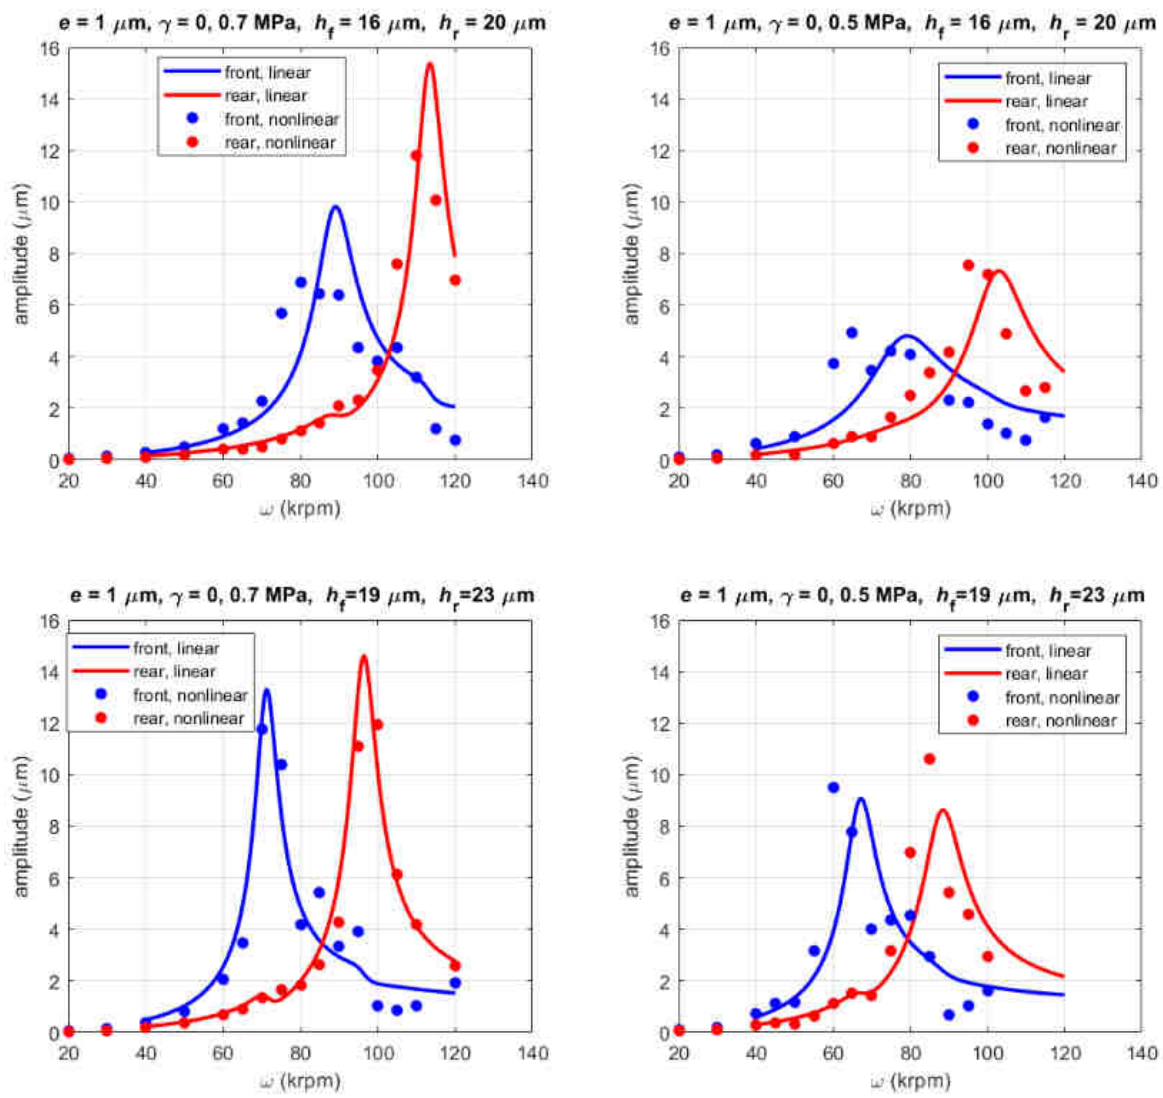 e = 1 μm, γ = 0, 0.7 MPa, h_f = 16 μm, h_r = 20 μm
16
14
12
10
8
6
4
2
0
amplitude (μm)
front, linear
rear, linear
front, nonlinear
rear, nonlinear
20 40 60 80 100 120 140
ω (krpm)
e = 1 μm, γ = 0, 0.5 MPa, h_f = 16 μm, h_r = 20 μm
16
14
12
10
8
6
4
2
0
amplitude (μm)
front, linear
rear, linear
front, nonlinear
rear, nonlinear
20 40 60 80 100 120 140
ω (krpm)
e = 1 μm, γ = 0, 0.7 MPa, h_f=19 μm, h_r=23 μm
16
14
12
10
8
6
4
2
0
amplitude (μm)
front, linear
rear, linear
front, nonlinear
rear, nonlinear
20 40 60 80 100 120 140
ω (krpm)
e = 1 μm, γ = 0, 0.5 MPa, h_f=19 μm, h_r=23 μm
16
14
12
10
8
6
4
2
0
amplitude (μm)
front, linear
rear, linear
front, nonlinear
rear, nonlinear
20 40 60 80 100 120 140
ω (krpm)